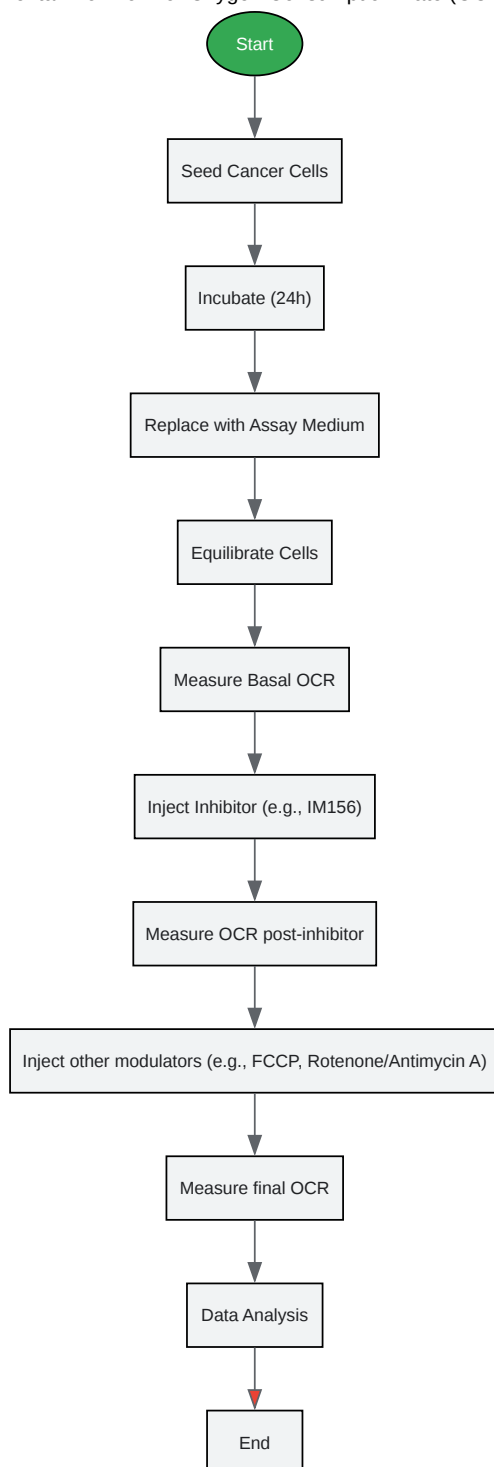 Start
Seed Cancer Cells
Incubate (24h)
Replace with Assay Medium
Equilibrate Cells
Measure Basal OCR
Inject Inhibitor (e.g., IM156)
Measure OCR post-inhibitor
Inject other modulators (e.g., FCCP, Rotenone/Antimycin A)
Measure final OCR
Data Analysis
End